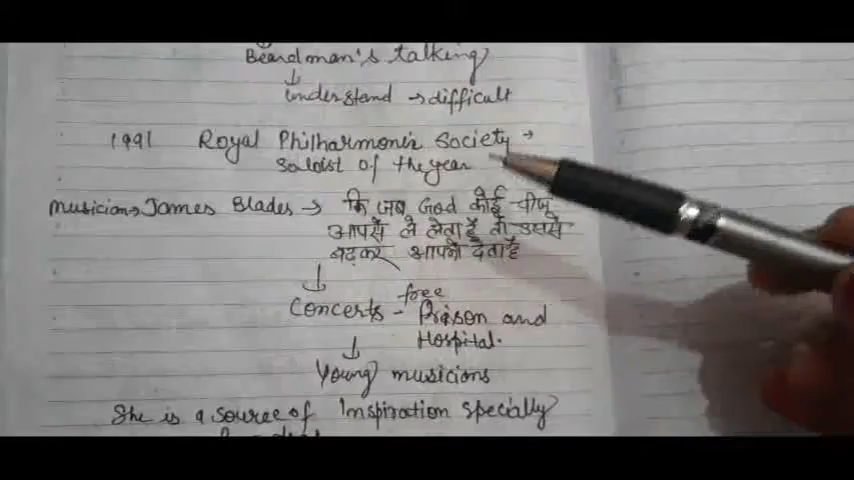 Beardman's talking
↓
understand → difficult
1991 Royal Philharmonic Society →
Soloist of the year
musician → James Blades → कि जब God कोई चीज
आपसे ले लेता है तो उससे
बढ़कर आपको देता है
↓
Concerts - free Prison and
Hospital.
↓
Young musicians
She is a source of Inspiration specially